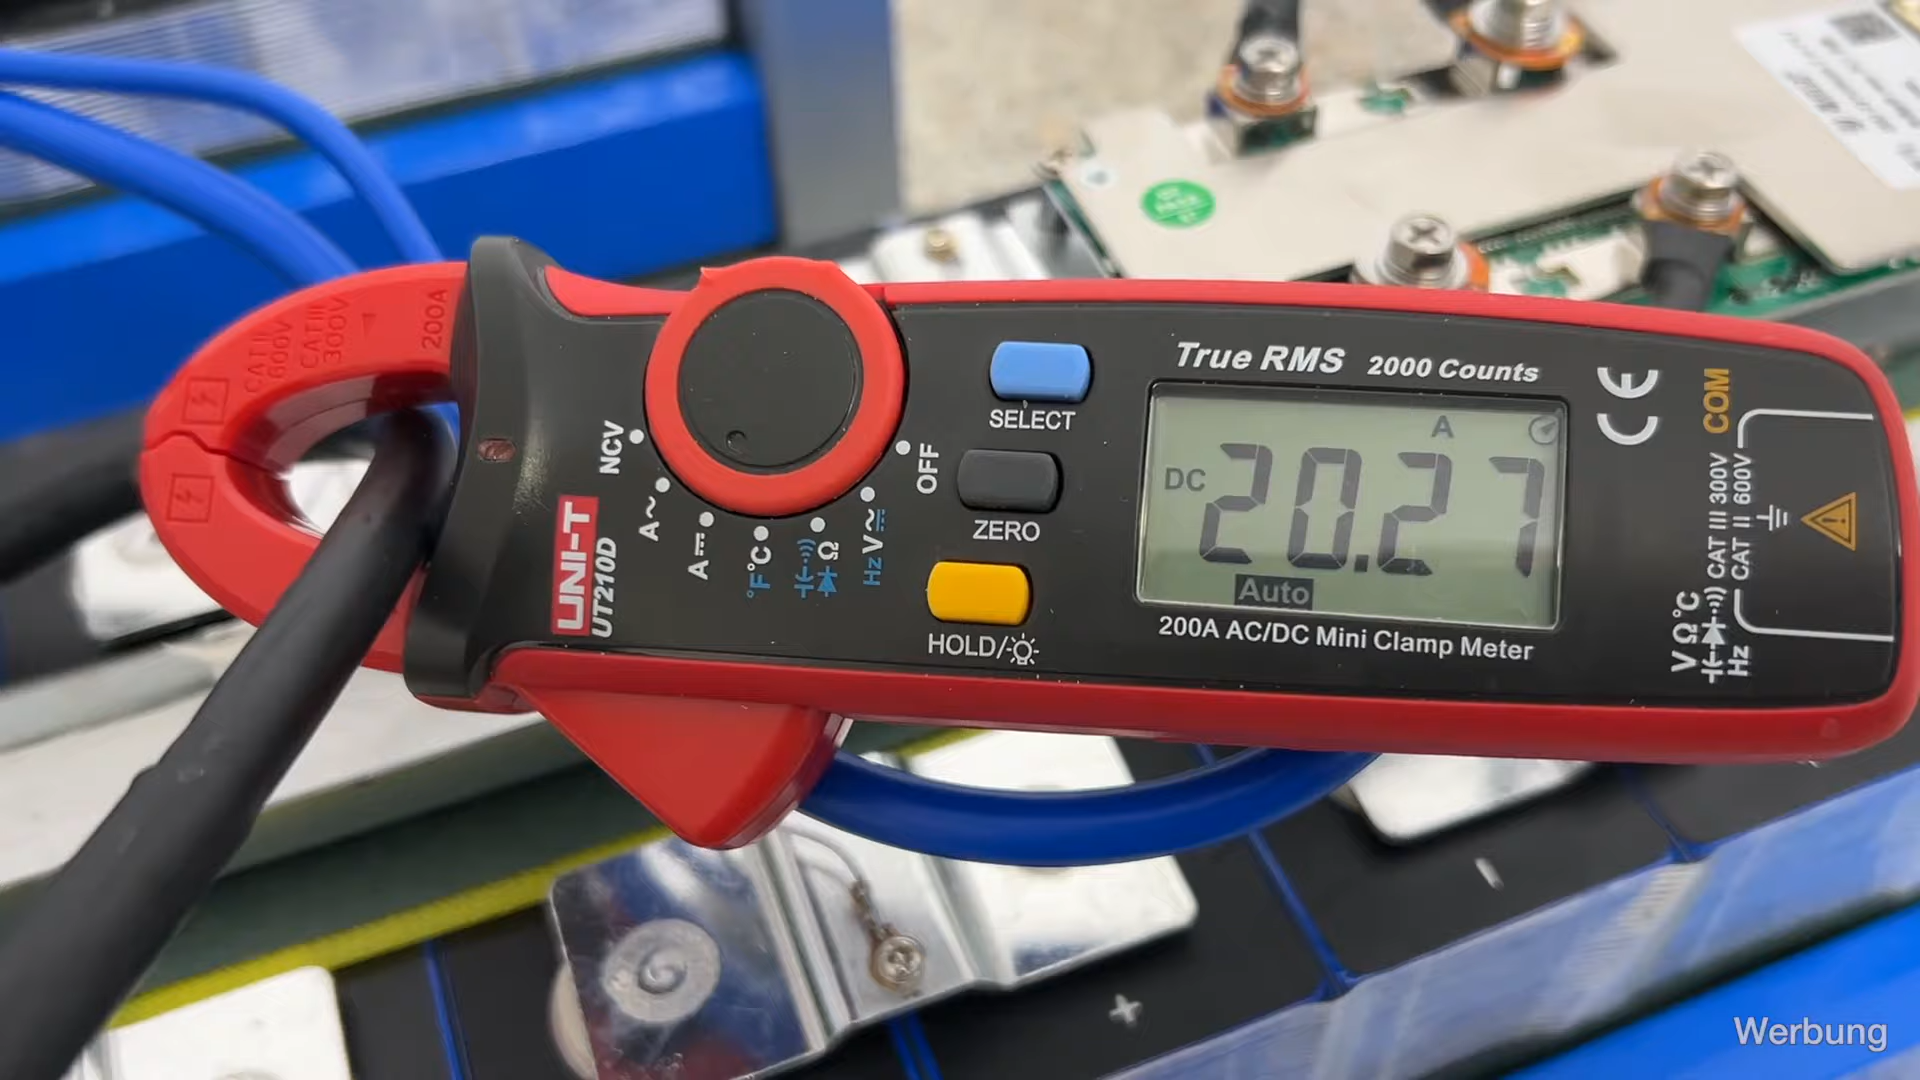 True RMS 2000 Counts
SELECT
ZERO
HOLD/
OFF
NCV
A~
A
°F°C
Ω
Hz V
UNI-T
UT210D
DC 20.27 A
Auto
200A AC/DC Mini Clamp Meter
CE
COM
CAT III 300V
CAT II 600V
VΩ°C
Hz
CAT II
600V
CAT III
300V
200A
+
Werbung